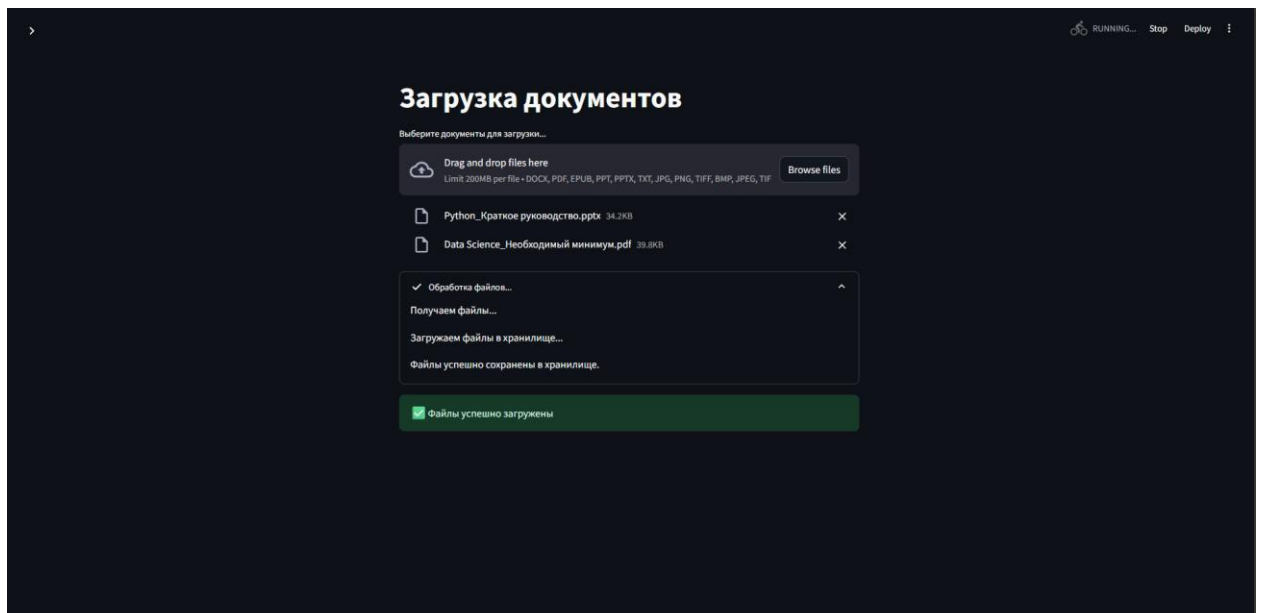 RUNNING... Stop Deploy
Загрузка документов
Выберите документы для загрузки...
Drag and drop files here
Limit 200MB per file • DOCX, PDF, EPUB, PPT, PPTX, TXT, JPG, PNG, TIFF, BMP, JPEG, TIF
Browse files
Python_Краткое руководство.pptx 34.2KB
Data Science_Необходимый минимум.pdf 39.8KB
Обработка файлов...
Получаем файлы...
Загружаем файлы в хранилище...
Файлы успешно сохранены в хранилище.
Файлы успешно загружены